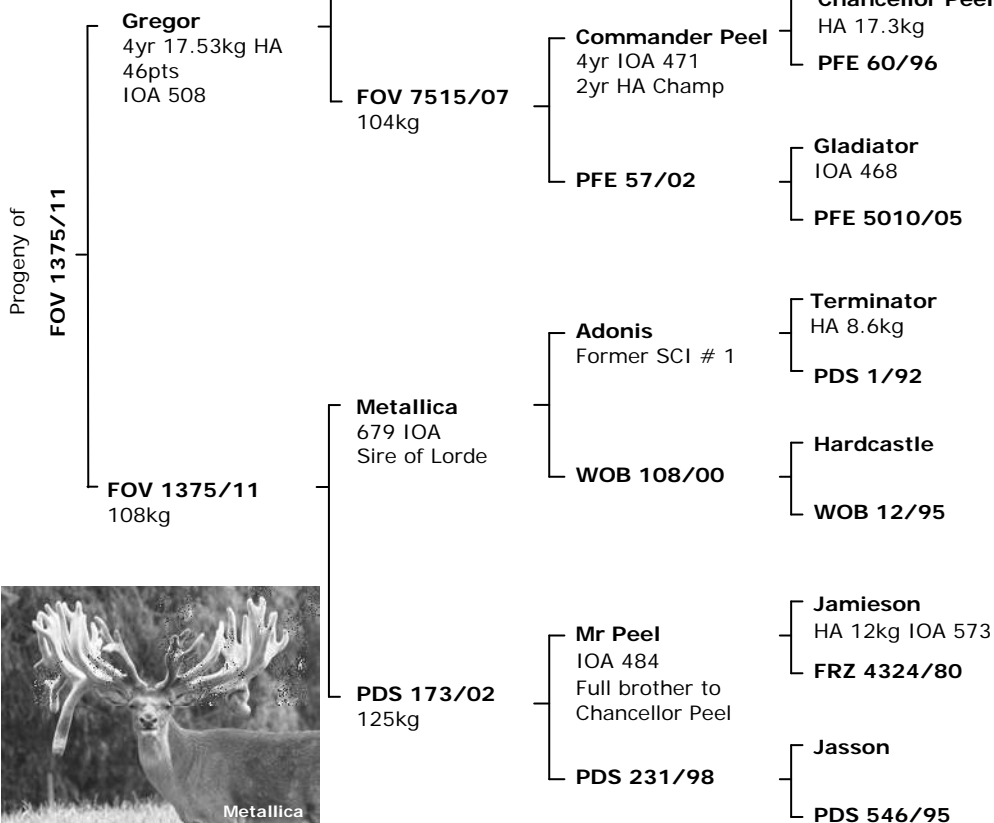 Progeny of
FOV 1375/11
Gregor
4yr 17.53kg HA
46pts
IOA 508
FOV 1375/11
108kg
FOV 7515/07
104kg
Metallica
679 IOA
Sire of Lorde
PDS 173/02
125kg
Commander Peel
4yr IOA 471
2yr HA Champ
PFE 57/02
Adonis
Former SCI # 1
WOB 108/00
Mr Peel
IOA 484
Full brother to
Chancellor Peel
PDS 231/98
Chancellor Peel
HA 17.3kg
PFE 60/96
Gladiator
IOA 468
PFE 5010/05
Terminator
HA 8.6kg
PDS 1/92
Hardcastle
WOB 12/95
Jamieson
HA 12kg IOA 573
FRZ 4324/80
Jasson
PDS 546/95
Metallica